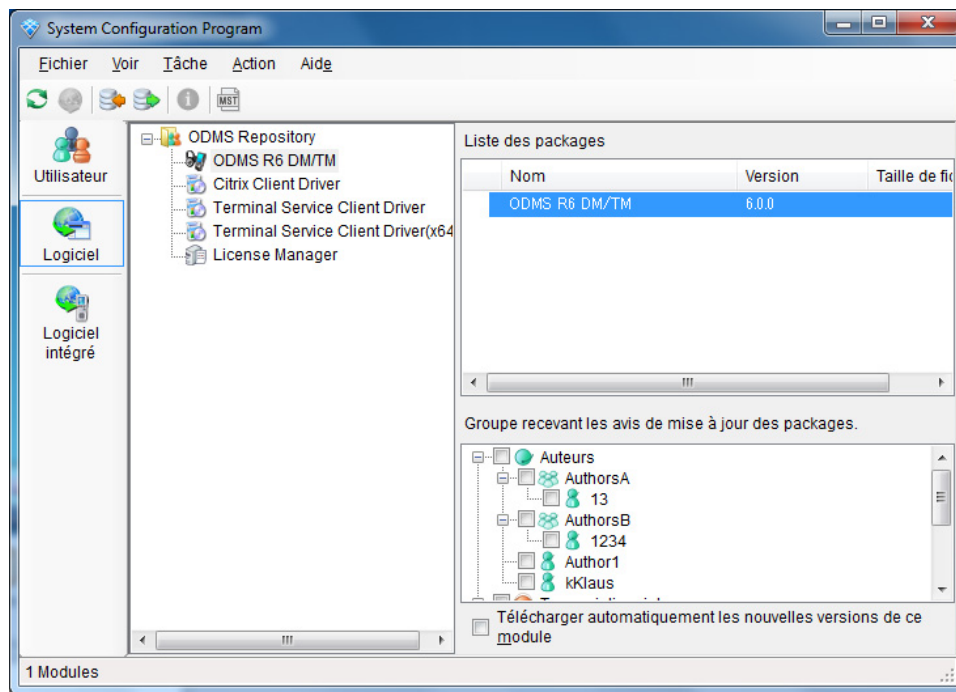 System Configuration Program
Fichier Voir Tâche Action Aide
MST
Utilisateur
Logiciel
Logiciel
intégré
ODMS Repository
ODMS R6 DM/TM
Citrix Client Driver
Terminal Service Client Driver
Terminal Service Client Driver(x64
License Manager
Liste des packages
Nom Version Taille de fic
ODMS R6 DM/TM 6.0.0
Groupe recevant les avis de mise à jour des packages.
Auteurs
AuthorsA
13
AuthorsB
1234
Author1
kKlaus
Télécharger automatiquement les nouvelles versions de ce
module
1 Modules